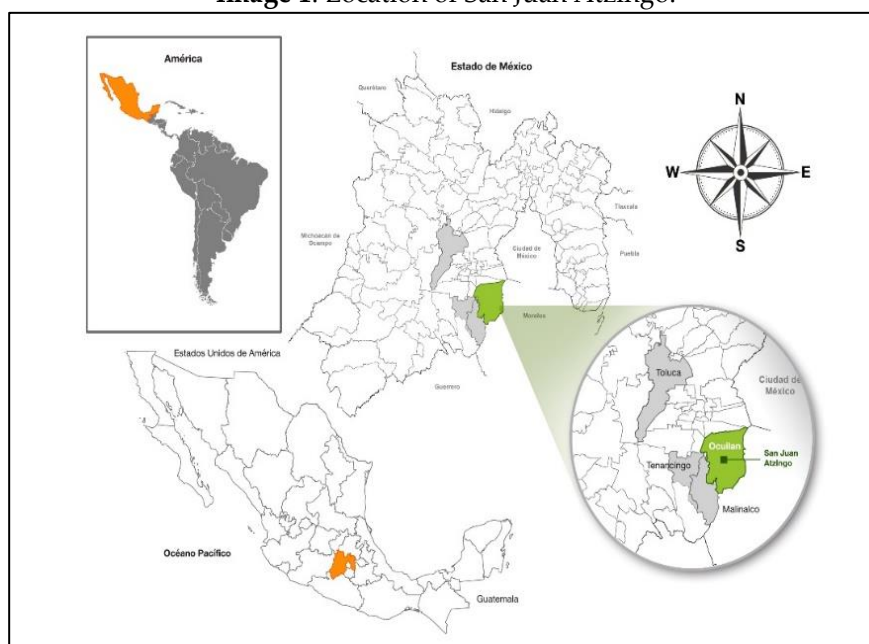 Image 1. Location of San Juan Atzingo.
América
Estado de México
Querétaro
Hidalgo
N
W
E
S
Tlaxcala
Michoacán de
Ocampo
Ciudad de
México
Puebla
Morelos
Guerrero
Estados Unidos de América
Océano Pacífico
Guatemala
Toluca
Ciudad de
México
Ocuilan
San Juan
Atzingo
Tenancingo
Malinalco